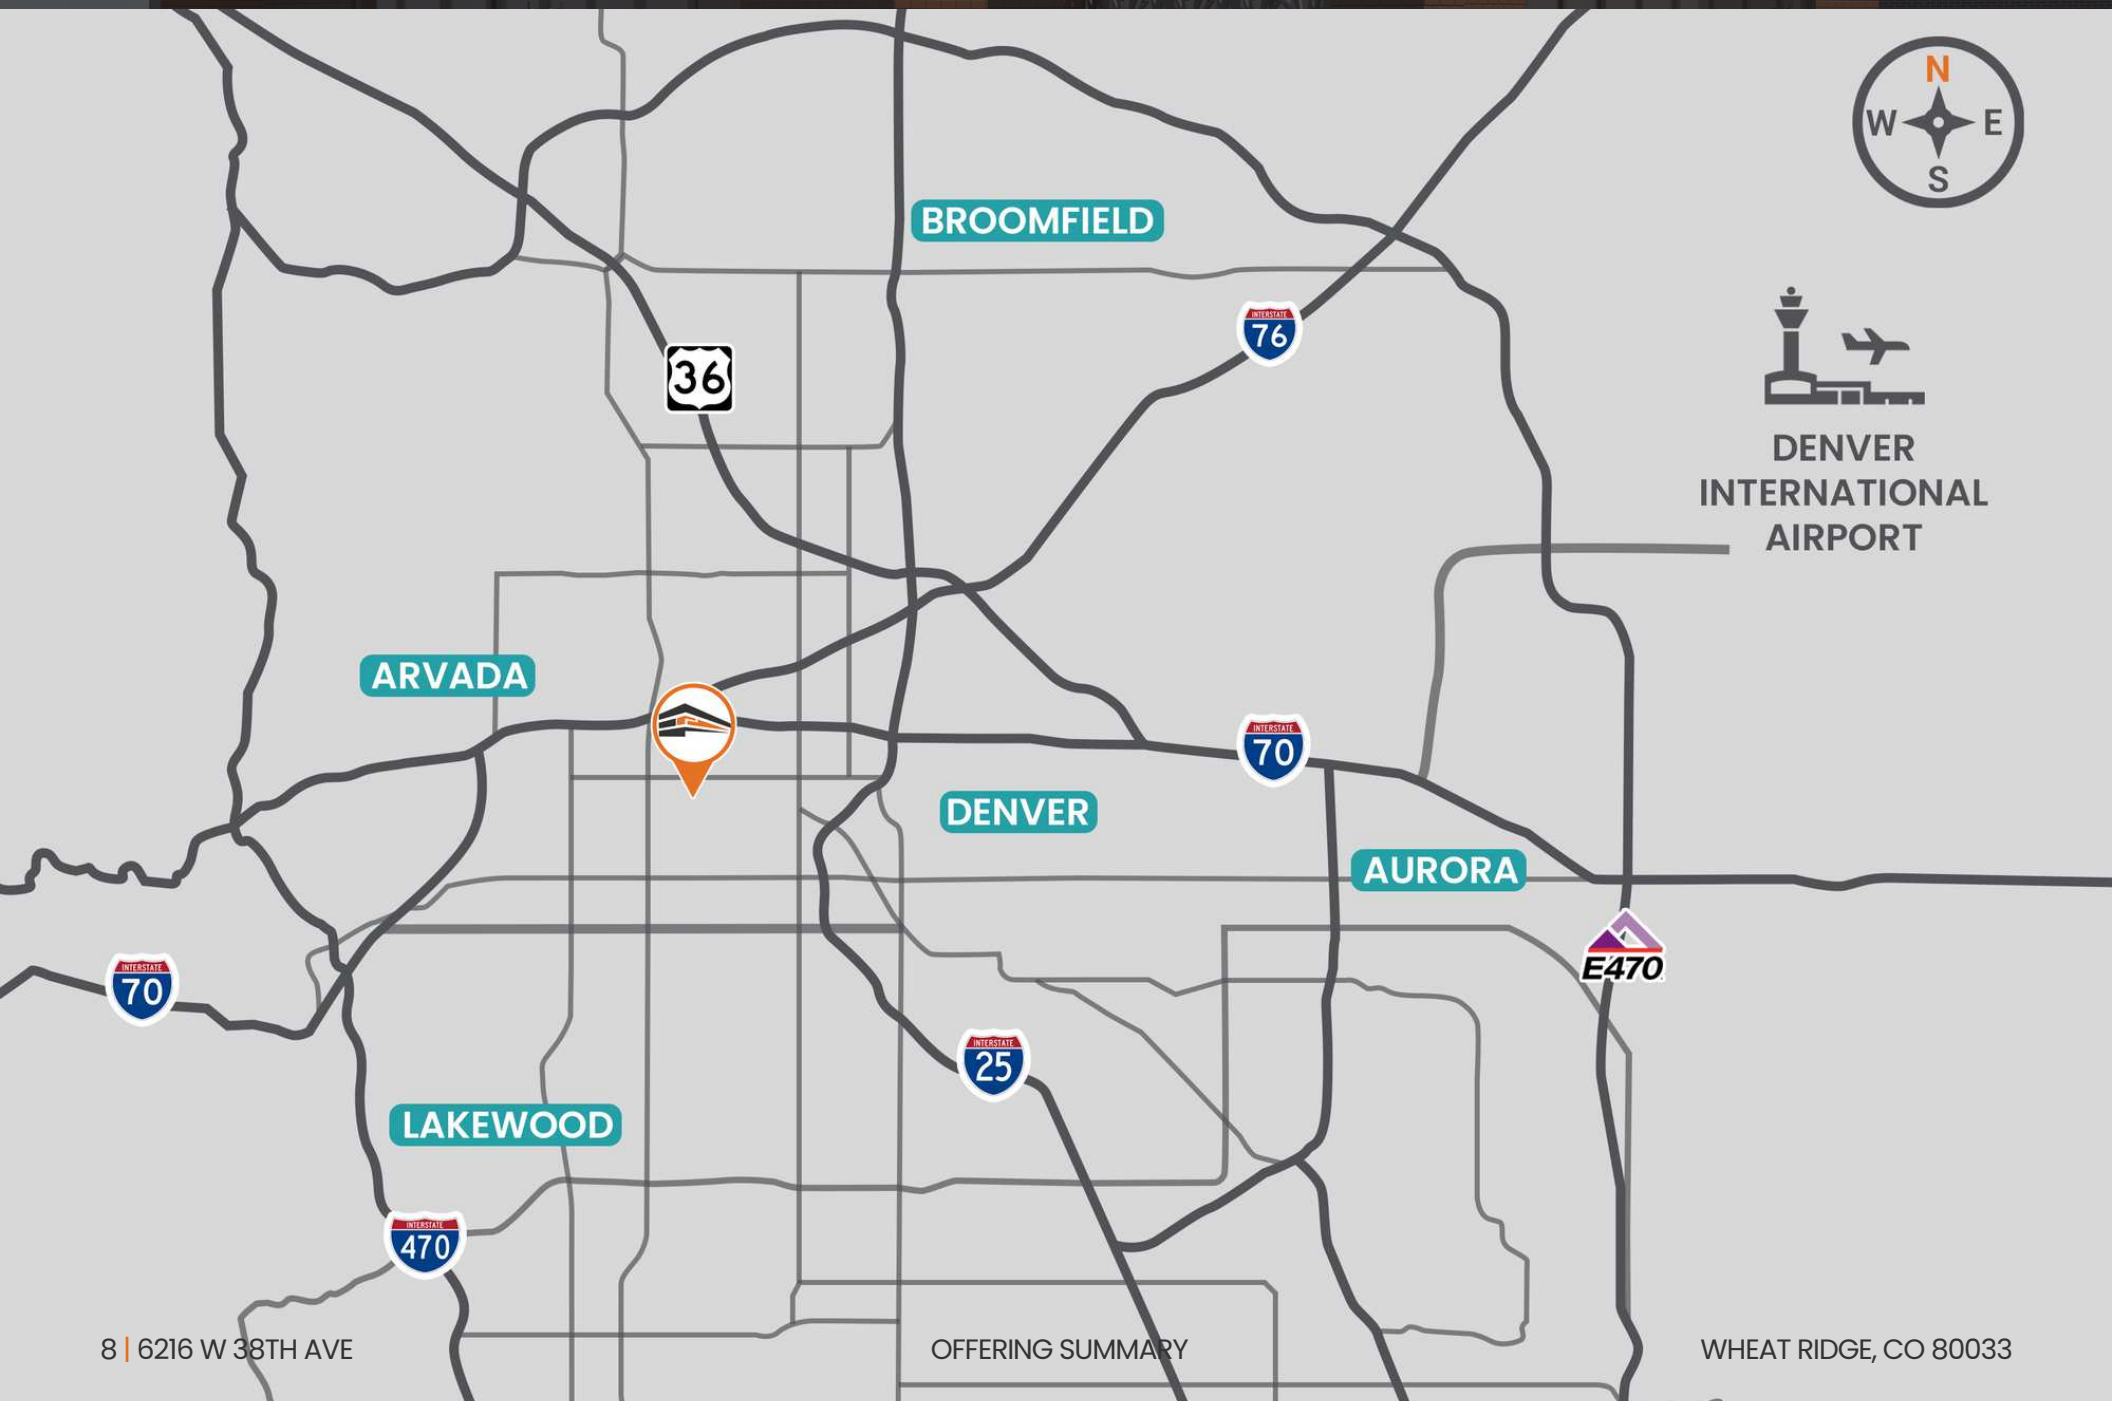 N
W E
S
BROOMFIELD
INTERSTATE
76
36
DENVER
INTERNATIONAL
AIRPORT
ARVADA
INTERSTATE
70
DENVER
AURORA
E470
INTERSTATE
70
INTERSTATE
25
LAKEWOOD
INTERSTATE
470
8 | 6216 W 38TH AVE
OFFERING SUMMARY
WHEAT RIDGE, CO 80033